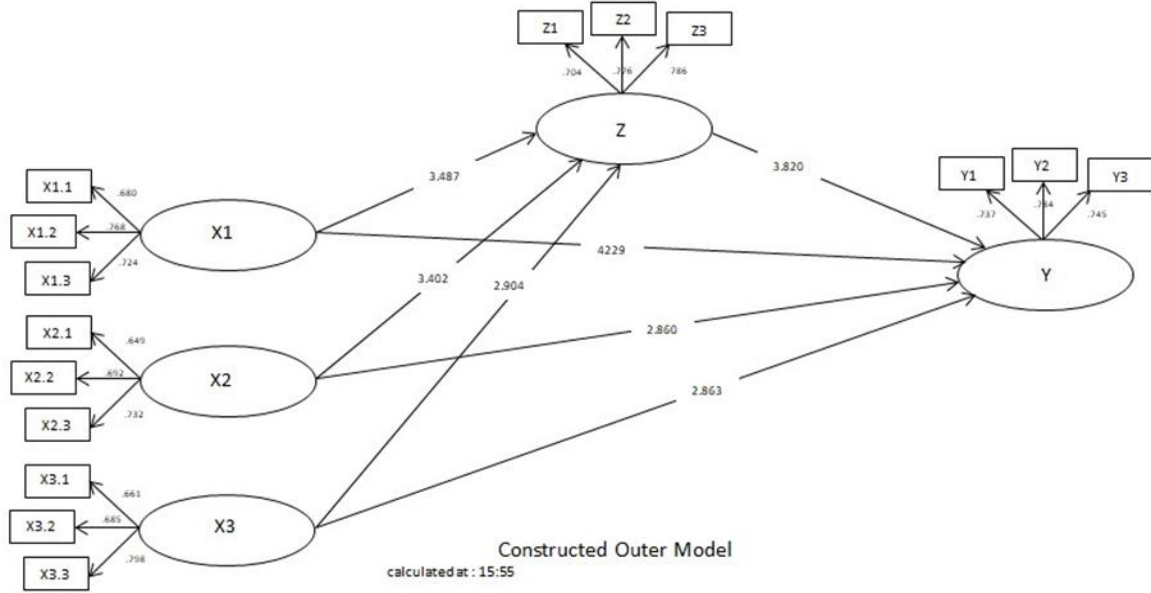 Z1
Z2
Z3
.704
.776
786
Z
X1.1
X1.2
X1.3
.680
.768
.724
X1
3.487
3.820
Y1
Y2
Y3
.737
.784
.745
Y
4229
X2.1
X2.2
X2.3
.649
.692
.732
X2
3.402
2.904
2.860
2.863
X3.1
X3.2
X3.3
.661
.685
.798
X3
Constructed Outer Model
calculated at : 15:55